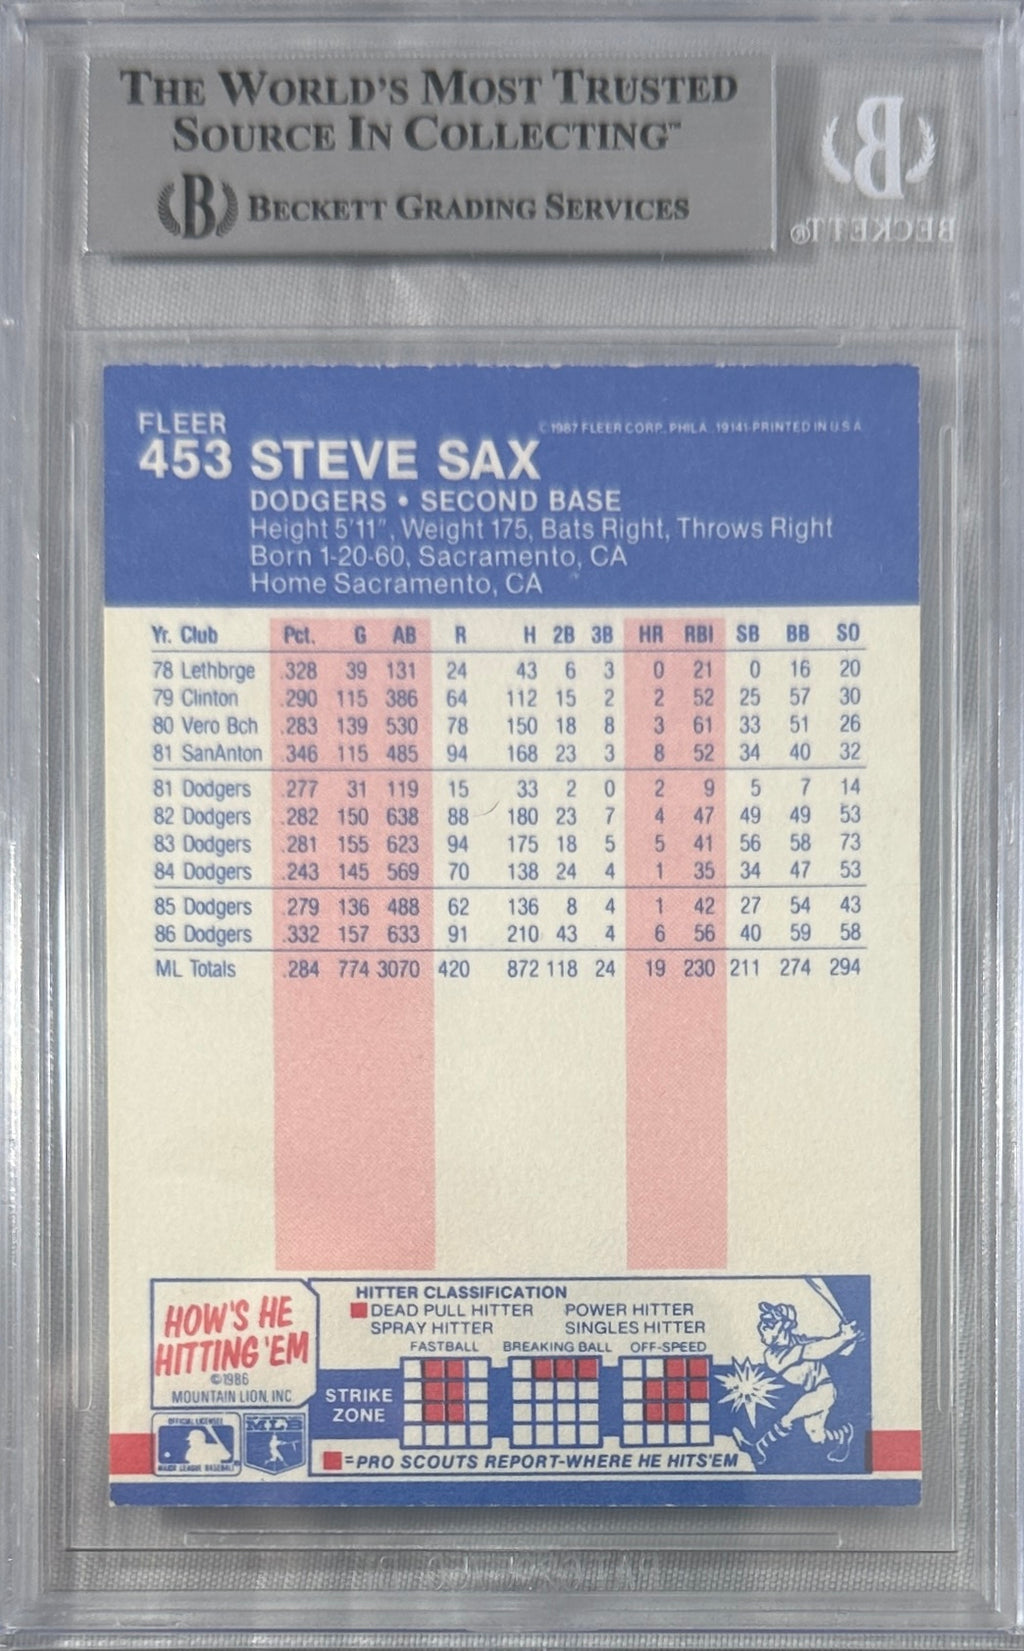 THE WORLD'S MOST TRUSTED
SOURCE IN COLLECTING™
B BECKETT GRADING SERVICES
B
BECKETT®
FLEER
©1987 FLEER CORP., PHILA. 19141-PRINTED IN U S A
453 STEVE SAX
DODGERS • SECOND BASE
Height 5'11", Weight 175, Bats Right, Throws Right
Born 1-20-60, Sacramento, CA
Home Sacramento, CA
Yr. Club Pct. G AB R H 2B 3B HR RBI SB BB SO
78 Lethbrge .328 39 131 24 43 6 3 0 21 0 16 20
79 Clinton .290 115 386 64 112 15 2 2 52 25 57 30
80 Vero Bch .283 139 530 78 150 18 8 3 61 33 51 26
81 SanAnton .346 115 485 94 168 23 3 8 52 34 40 32
81 Dodgers .277 31 119 15 33 2 0 2 9 5 7 14
82 Dodgers .282 150 638 88 180 23 7 4 47 49 49 53
83 Dodgers .281 155 623 94 175 18 5 5 41 56 58 73
84 Dodgers .243 145 569 70 138 24 4 1 35 34 47 53
85 Dodgers .279 136 488 62 136 8 4 1 42 27 54 43
86 Dodgers .332 157 633 91 210 43 4 6 56 40 59 58
ML Totals .284 774 3070 420 872 118 24 19 230 211 274 294
HOW'S HE
HITTING 'EM
©1986
MOUNTAIN LION, INC
OFFICIAL LICENSEE
MAJOR LEAGUE BASEBALL
HITTER CLASSIFICATION
DEAD PULL HITTER POWER HITTER
SPRAY HITTER SINGLES HITTER
FASTBALL BREAKING BALL OFF-SPEED
STRIKE
ZONE
=PRO SCOUTS REPORT-WHERE HE HITS'EM